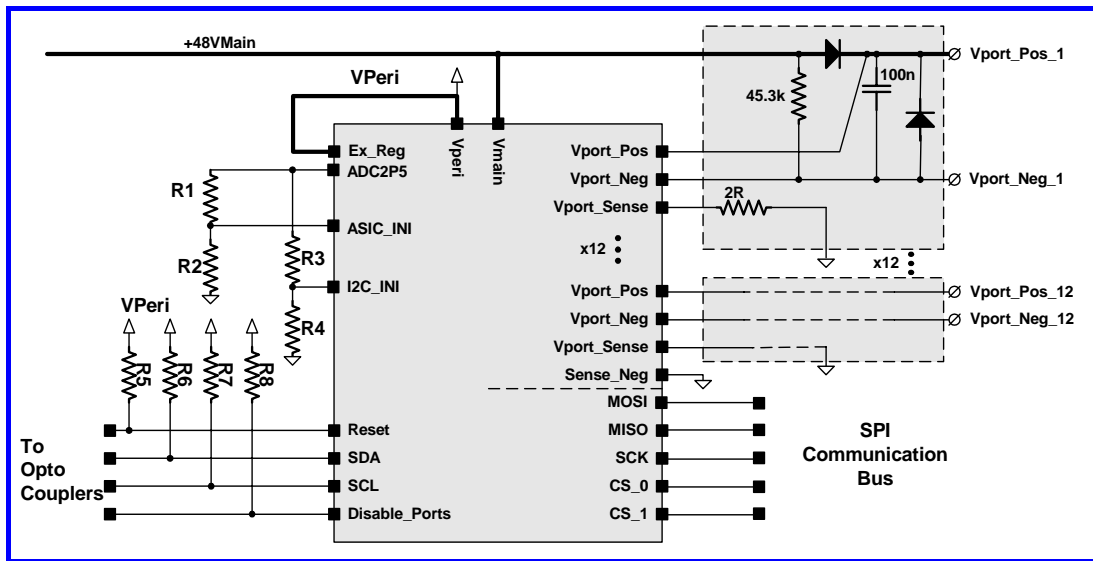 +48VMain
Vport_Pos_1
VPeri
100n
45.3k
Vperi
Vmain
Ex_Reg
Vport_Pos
ADC2P5
Vport_Neg
Vport_Neg_1
R1
2R
Vport_Sense
ASIC_INI
R2
R3
x12
x12
I2C_INI
Vport_Pos
Vport_Pos_12
VPeri
R4
Vport_Neg
Vport_Neg_12
Vport_Sense
R5
R6
R7
R8
Sense_Neg
MOSI
To
Opto
Couplers
Reset
MISO
SPI
Communication
Bus
SDA
SCK
SCL
CS_0
Disable_Ports
CS_1